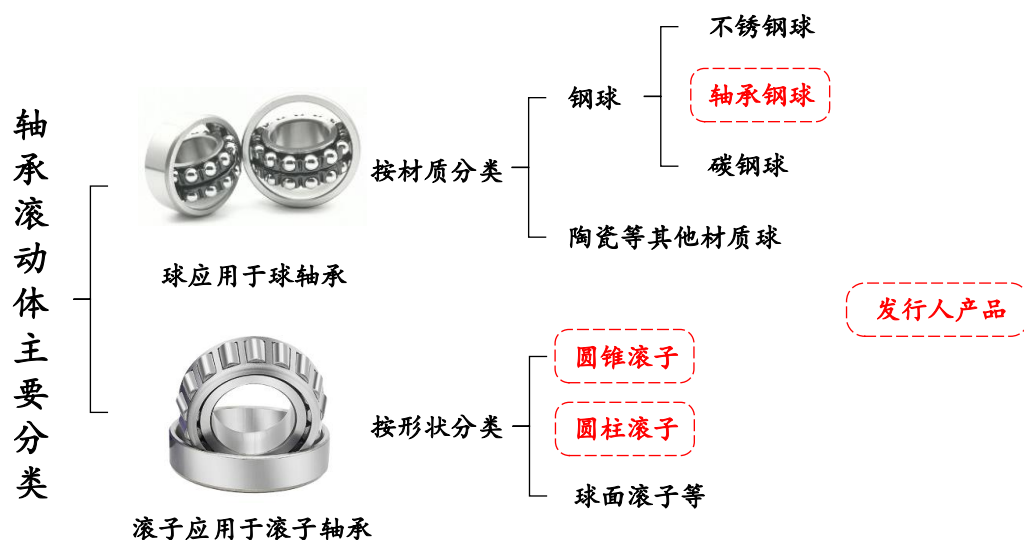 轴承滚动体主要分类
不锈钢球
钢球
轴承钢球
按材质分类
碳钢球
陶瓷等其他材质球
球应用于球轴承
发行人产品
圆锥滚子
按形状分类
圆柱滚子
球面滚子等
滚子应用于滚子轴承